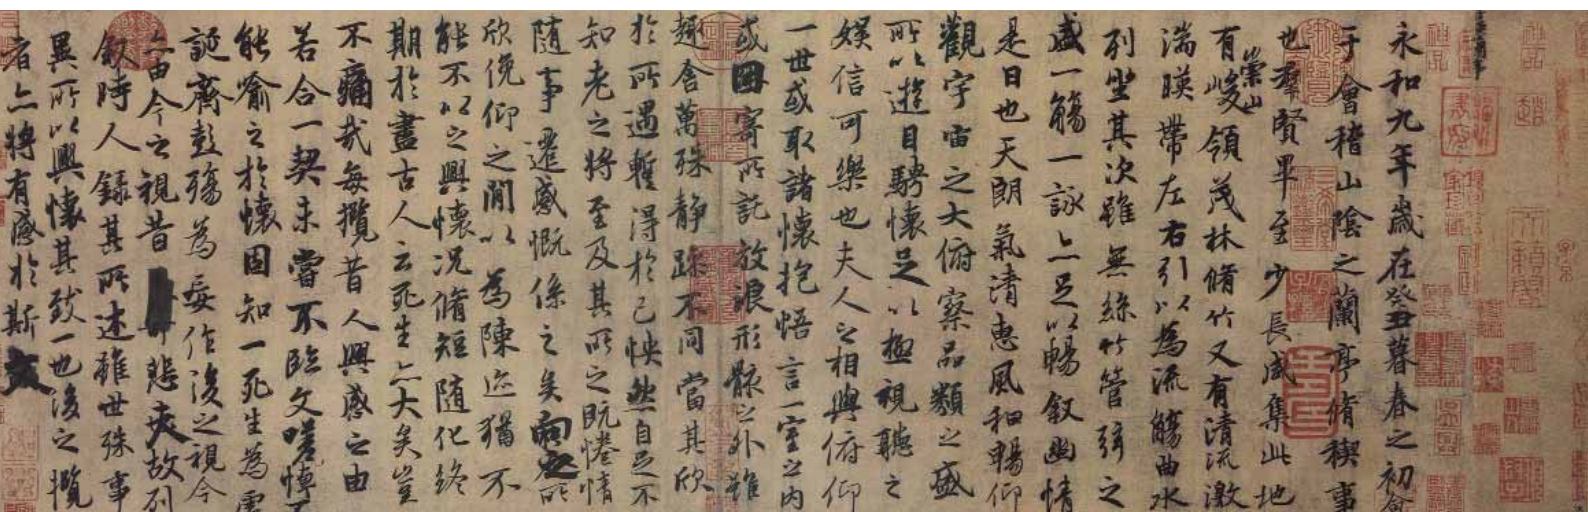 永和九年歲在癸丑暮春之初會
于會稽山陰之蘭亭脩稧事
也羣賢畢至少長咸集此地
有崇山峻領茂林脩竹又有清流激
湍暎帶左右引以為流觴曲水
列坐其次雖無絲竹管弦之
盛一觴一詠亦足以暢敘幽情
是日也天朗氣清惠風和暢仰
觀宇宙之大俯察品類之盛
所以遊目騁懷足以極視聽之
娛信可樂也夫人之相與俯仰
一世或取諸懷抱悟言一室之內
或因寄所託放浪形骸之外雖
趣舍萬殊靜躁不同當其欣
於所遇蹔得於己怏然自足不
知老之將至及其所之既惓情
隨事遷感慨係之矣向之所
欣俛仰之閒以為陳迹猶不
能不以之興懷況脩短隨化終
期於盡古人云死生亦大矣豈
不痛哉每攬昔人興感之由
若合一契未嘗不臨文嗟悼不
能喻之於懷固知一死生為虛
誕齊彭殤為妄作後之視今
亦由今之視昔悲夫故列
敘時人錄其所述雖世殊事
異所以興懷其致一也後之攬
者亦將有感於斯文